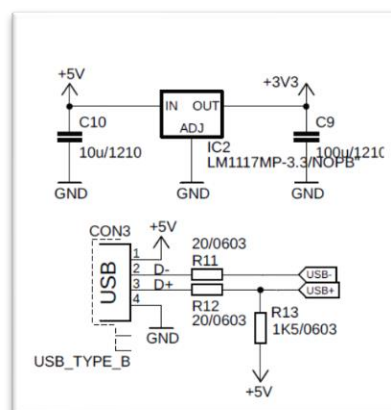 +5V
+3V3
IN OUT
C10
C9
ADJ
10u/1210
IC2
100u/1210
LM1117MP-3.3/NOPB"
GND
GND
GND
+5V
CON3
20/0603
1
R11
2 D-
USB-
3 D+
USB+
4
R12
R13
20/0603
1K5/0603
USB
GND
USB_TYPE_B
+5V